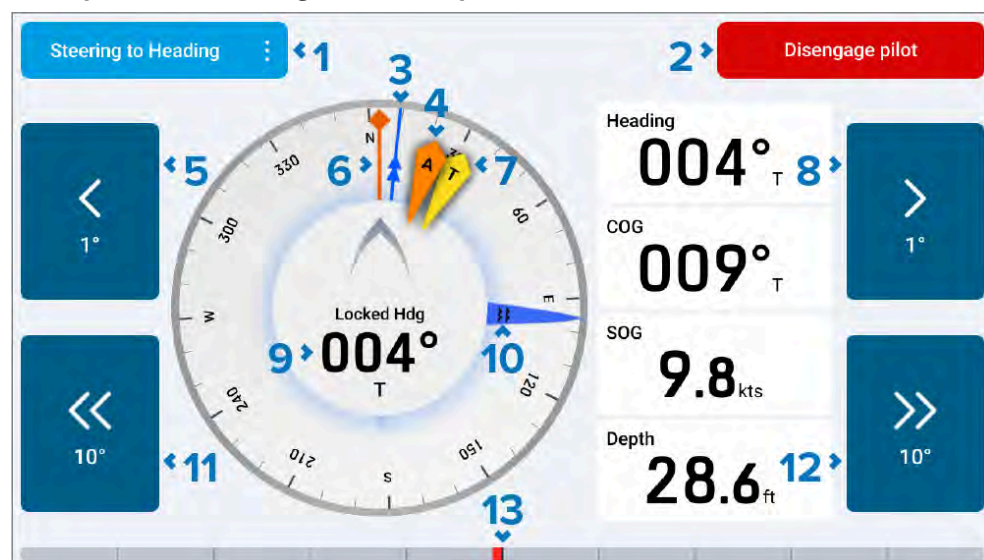 Steering to Heading
1
2
Disengage pilot
3
4
5
6
7
8
1°
1°
N
A
T
330
60
300
E
W
120
240
150
210
S
Locked Hdg
9
004°
T
10
Heading
004° T
COG
009° T
SOG
9.8 kts
Depth
28.6 ft
10°
11
12
10°
13